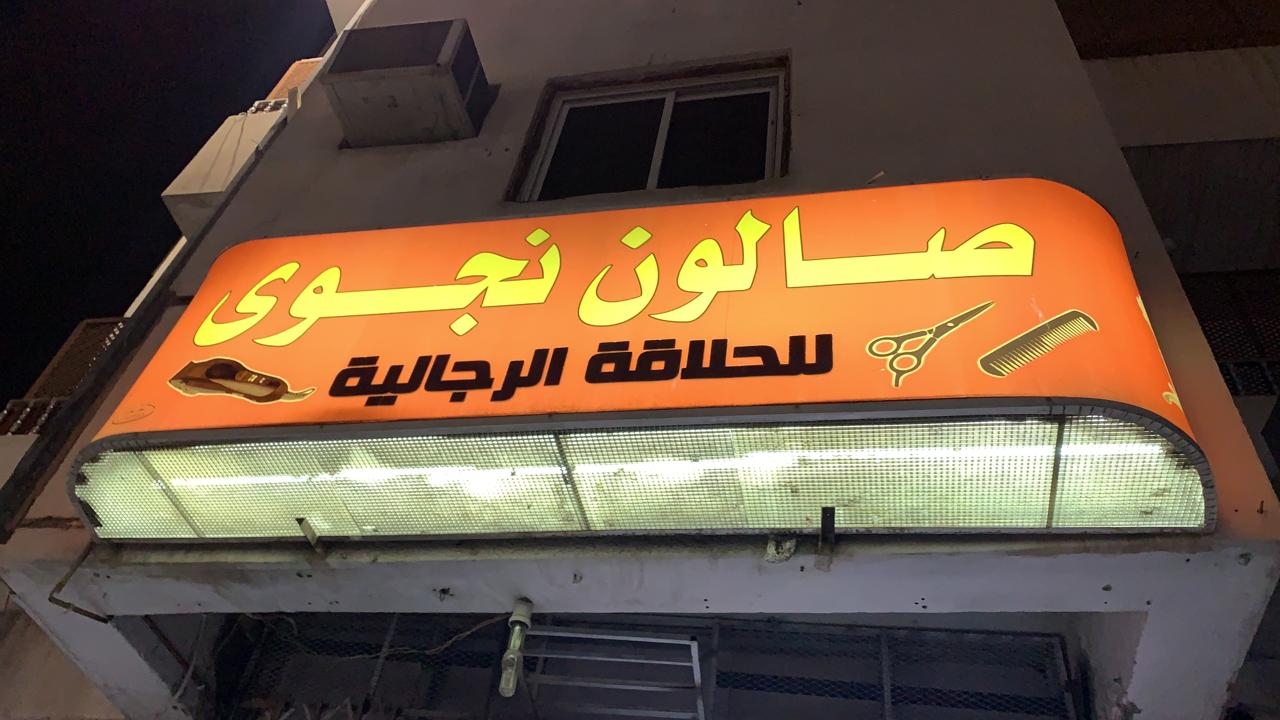 صالون نجوى
للحلاقة الرجالية